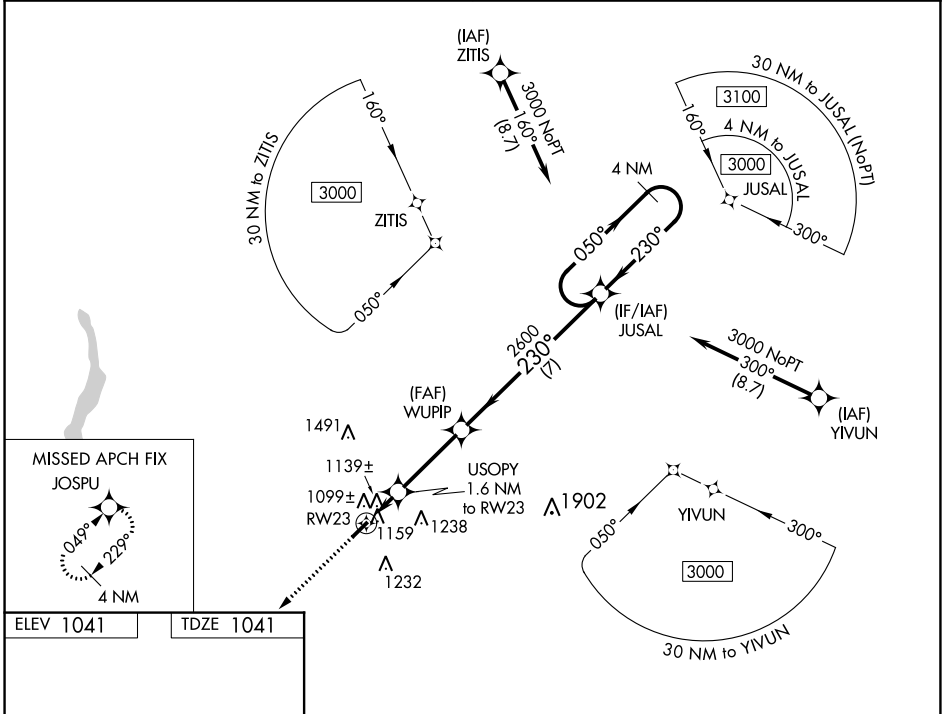 (IAF)
ZITIS
3000 NoPT
160°
(8.7)
30 NM to ZITIS
160°
3000
ZITIS
050°
30 NM to JUSAL (NoPT)
3100
4 NM to JUSAL
160°
3000
JUSAL
300°
4 NM
050°
230°
(IF/IAF)
JUSAL
2600
230°
(7)
3000 NoPT
300°
(8.7)
(IAF)
YIVUN
(FAF)
WUPIP
1491
1139±
1099±
RW23
1159
USOPY
1.6 NM
to RW23
1238
1902
1232
YIVUN
050°
300°
3000
30 NM to YIVUN
MISSED APCH FIX
JOSPU
049°
229°
4 NM
ELEV 1041
TDZE 1041